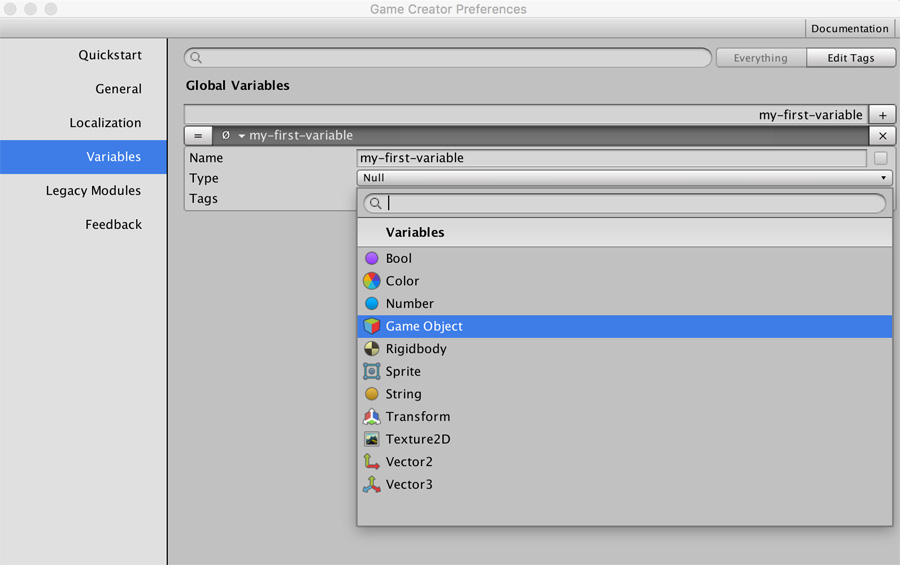 Game Creator Preferences
Documentation
Quickstart
General
Localization
Variables
Legacy Modules
Feedback
Everything
Edit Tags
Global Variables
my-first-variable +
= Ø my-first-variable ×
Name my-first-variable
Type Null
Tags
Variables
Bool
Color
Number
Game Object
Rigidbody
Sprite
String
Transform
Texture2D
Vector2
Vector3